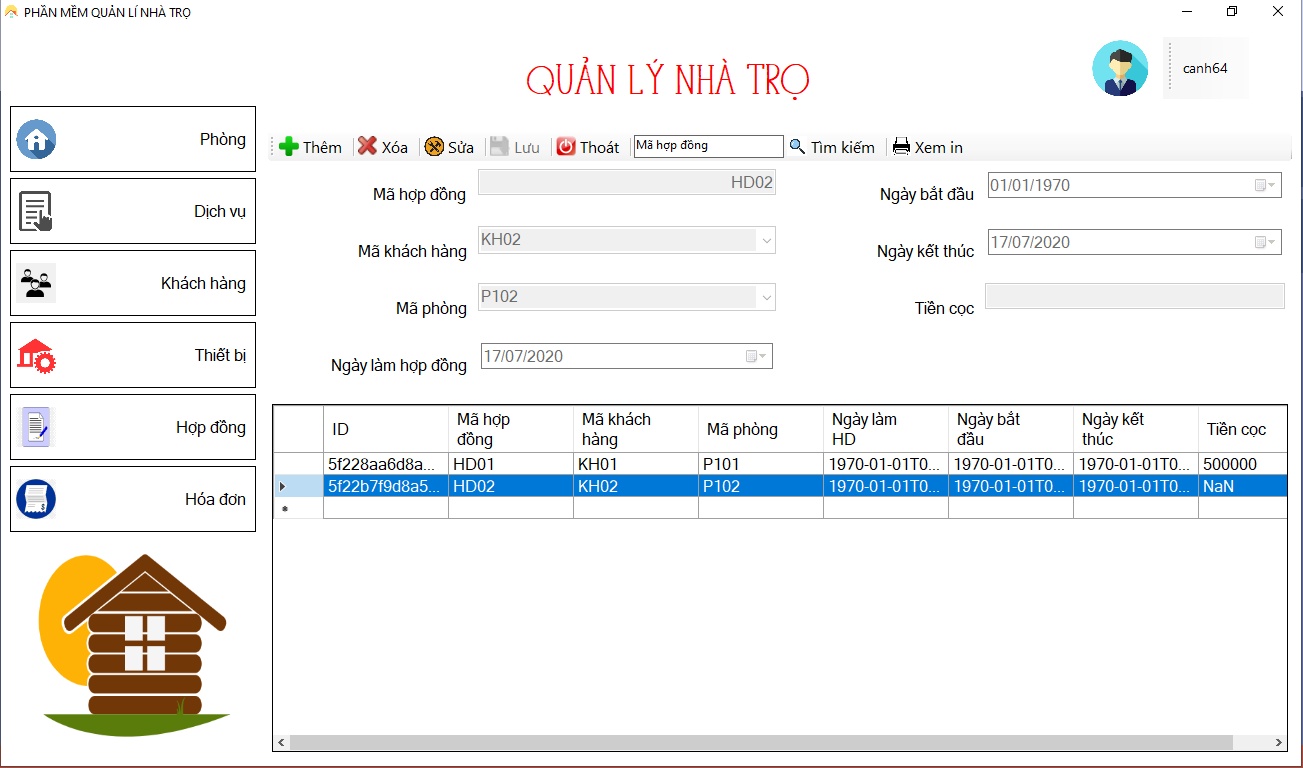 PHẦN MỀM QUẢN LÍ NHÀ TRỌ
QUẢN LÝ NHÀ TRỌ
canh64
Phòng
Dịch vụ
Khách hàng
Thiết bị
Hợp đồng
Hóa đơn
Thêm Xóa Sửa Lưu Thoát Mã hợp đồng Tìm kiếm Xem in
Mã hợp đồng HD02 Ngày bắt đầu 01/01/1970
Mã khách hàng KH02 Ngày kết thúc 17/07/2020
Mã phòng P102 Tiền cọc
Ngày làm hợp đồng 17/07/2020
ID Mã hợp đồng Mã khách hàng Mã phòng Ngày làm HD Ngày bắt đầu Ngày kết thúc Tiền cọc
5f228aa6d8a... HD01 KH01 P101 1970-01-01T0... 1970-01-01T0... 1970-01-01T0... 500000
5f22b7f9d8a5... HD02 KH02 P102 1970-01-01T0... 1970-01-01T0... 1970-01-01T0... NaN